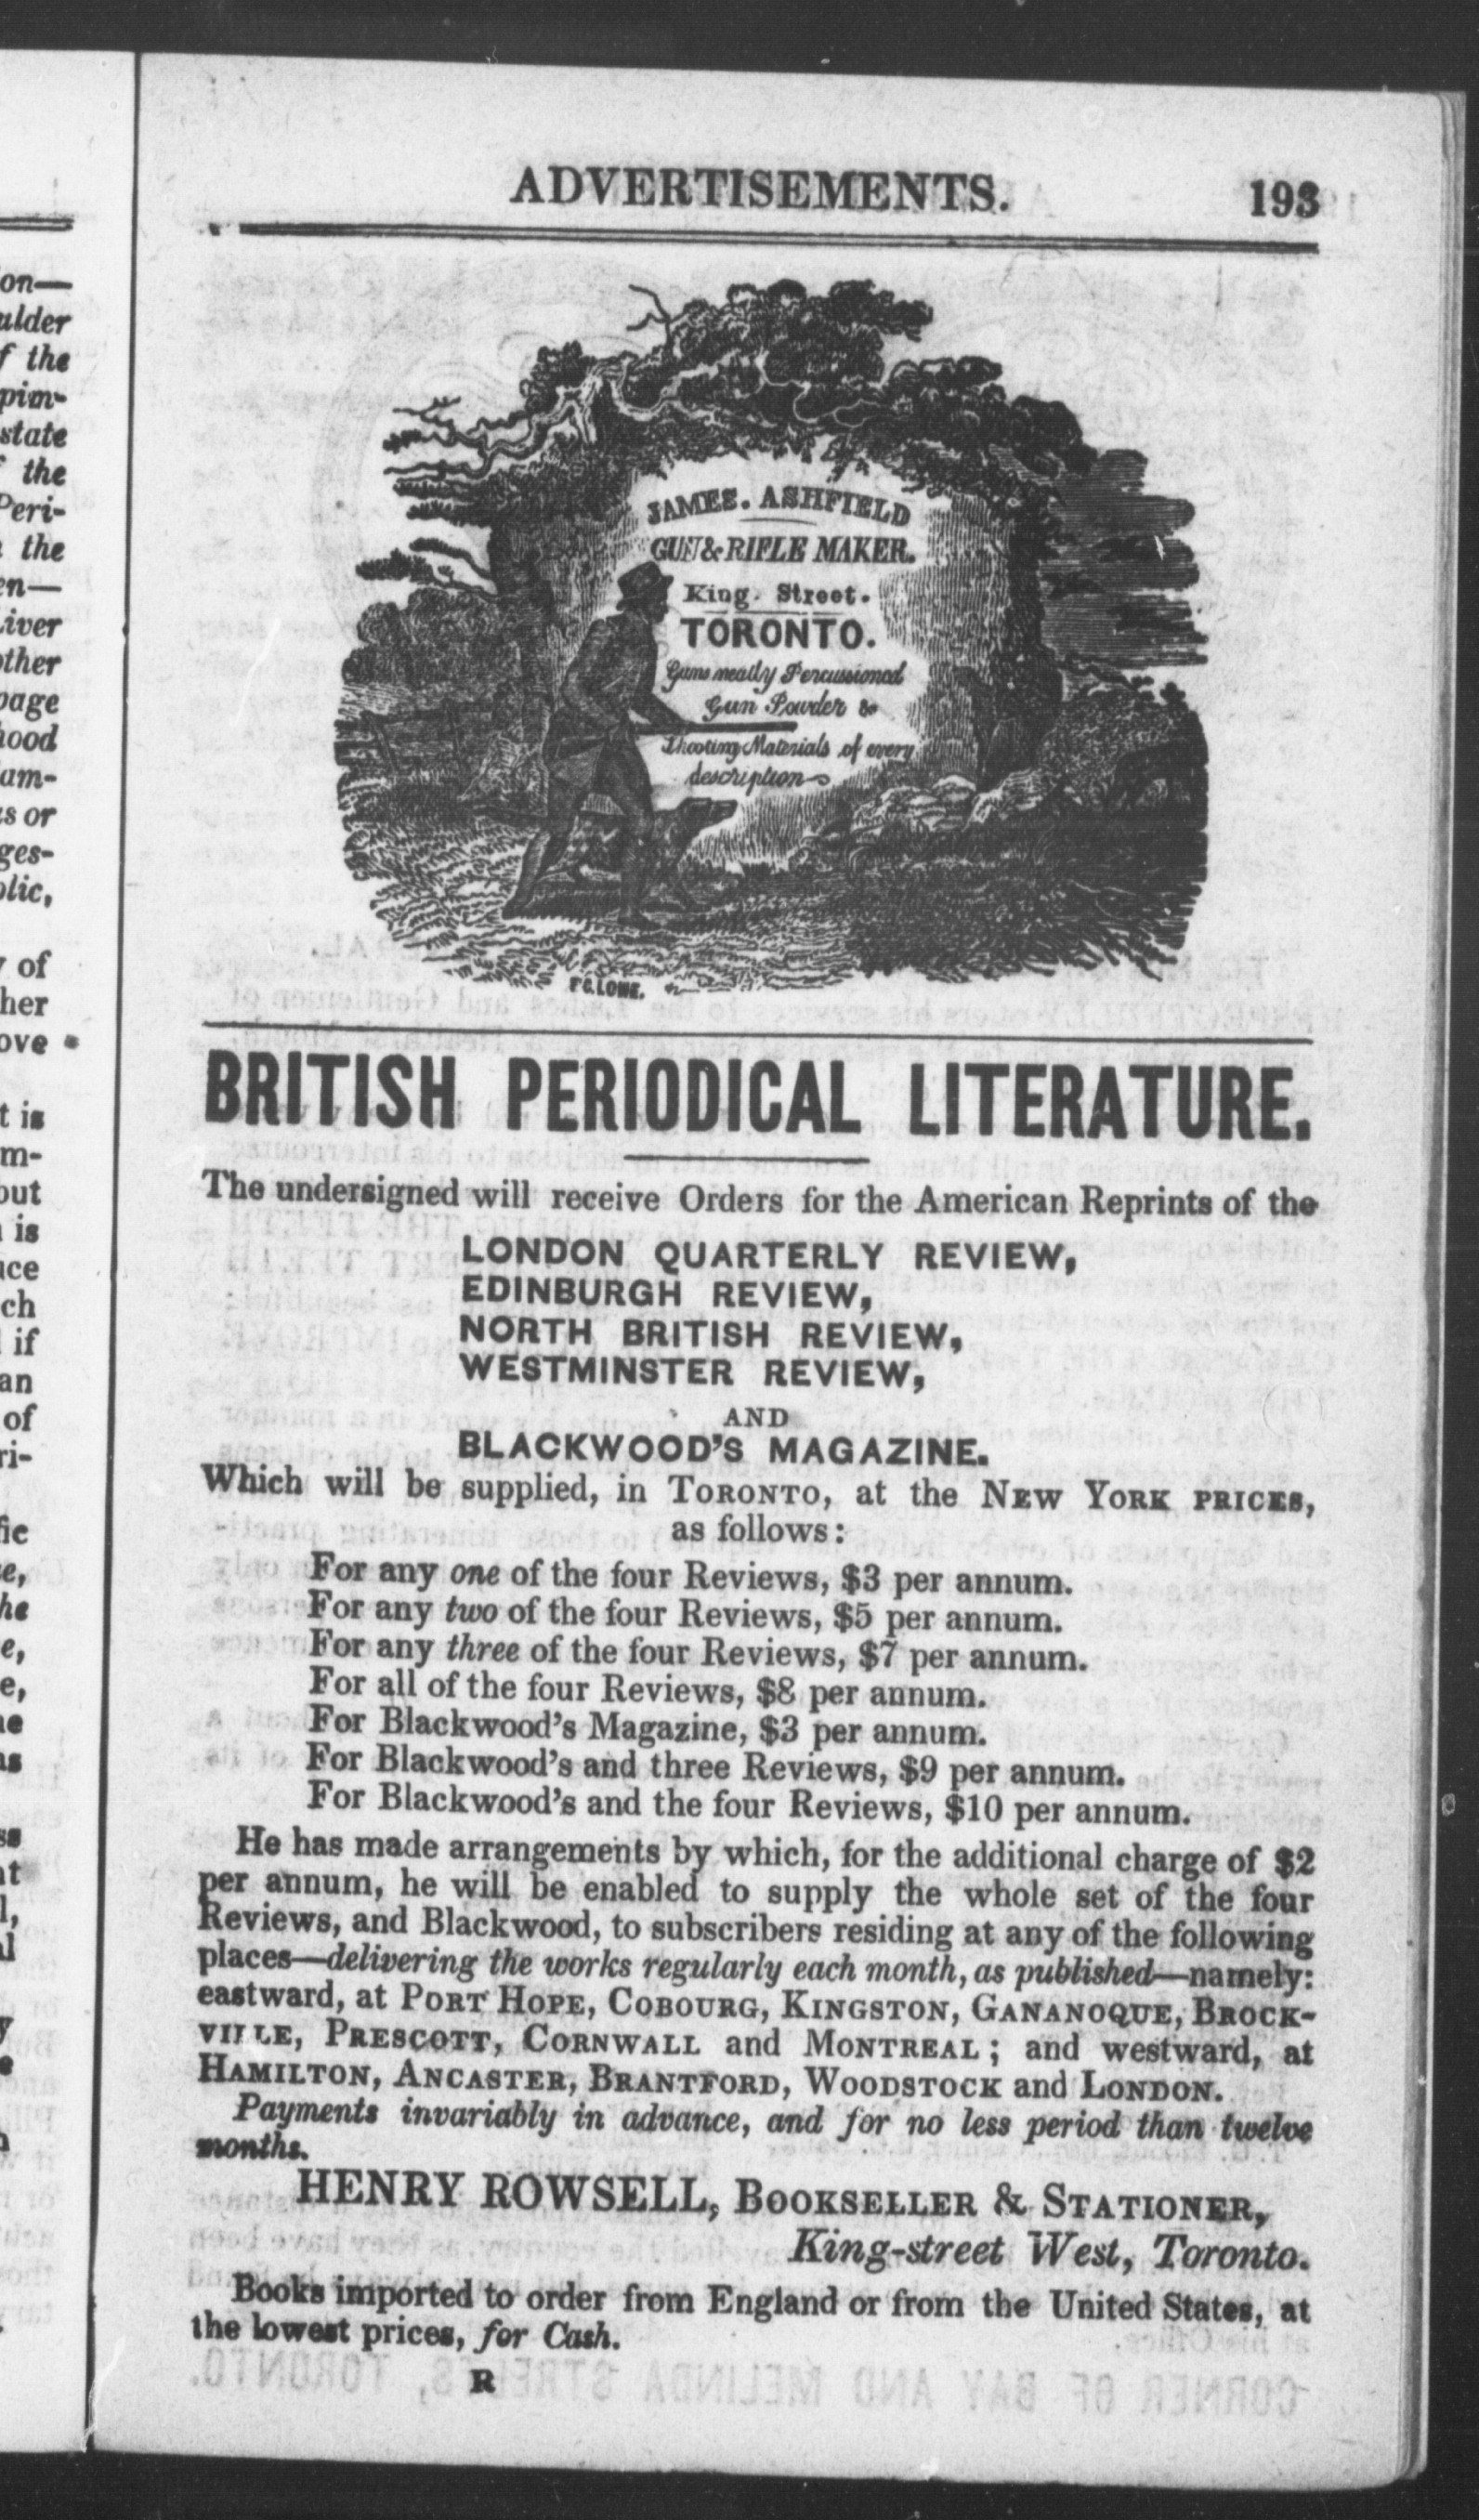 ADVERTISEMENTS. 193
JAMES. ASHFIELD
GUN & RIFLE MAKER.
King. Street.
TORONTO.
Guns neatly Percussioned
Gun Powder &
Shooting Materials of every
description
F.C. LOWE.
BRITISH PERIODICAL LITERATURE.
The undersigned will receive Orders for the American Reprints of the
LONDON QUARTERLY REVIEW,
EDINBURGH REVIEW,
NORTH BRITISH REVIEW,
WESTMINSTER REVIEW,
AND
BLACKWOOD'S MAGAZINE.
Which will be supplied, in TORONTO, at the NEW YORK PRICES,
as follows:
For any one of the four Reviews, $3 per annum.
For any two of the four Reviews, $5 per annum.
For any three of the four Reviews, $7 per annum.
For all of the four Reviews, $8 per annum.
For Blackwood's Magazine, $3 per annum.
For Blackwood's and three Reviews, $9 per annum.
For Blackwood's and the four Reviews, $10 per annum.
He has made arrangements by which, for the additional charge of $2
per annum, he will be enabled to supply the whole set of the four
Reviews, and Blackwood, to subscribers residing at any of the following
places—delivering the works regularly each month, as published—namely:
eastward, at PORT HOPE, COBOURG, KINGSTON, GANANOQUE, BROCK-
VILLE, PRESCOTT, CORNWALL and MONTREAL; and westward, at
HAMILTON, ANCASTER, BRANTFORD, WOODSTOCK and LONDON.
Payments invariably in advance, and for no less period than twelve
months.
HENRY ROWSELL, BOOKSELLER & STATIONER,
King-street West, Toronto.
Books imported to order from England or from the United States, at
the lowest prices, for Cash.
R